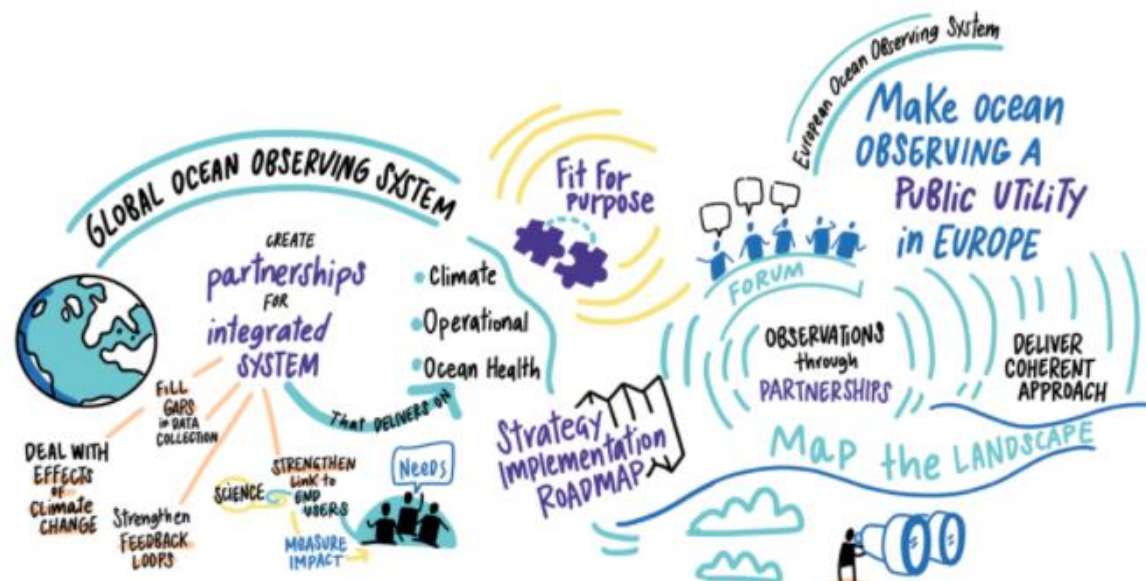 GLOBAL OCEAN OBSERVING SYSTEM
CREATE
partnerships
FOR
integrated
SYSTEM
That DELIVERS ON
Climate
Operational
Ocean Health
FiLL
GAPS
in DATA
COLLECTION
DEAL WITH
EFFECTS
OF
Climate
CHANGE
Strengthen
FEEDBACK
LOOPS
SCIENCE
STRENGTHEN
Link to
END
USERS
MEASURE
IMPACT
Needs
Fit For
Purpose
Strategy
Implementation
ROADMAP
European Ocean Observing System
Make ocean
OBSERVING A
Public UTILITY
in EUROPE
FORUM
OBSERVATIONS
through
PARTNERSHIPS
DELIVER
COHERENT
APPROACH
Map the LANDSCAPE